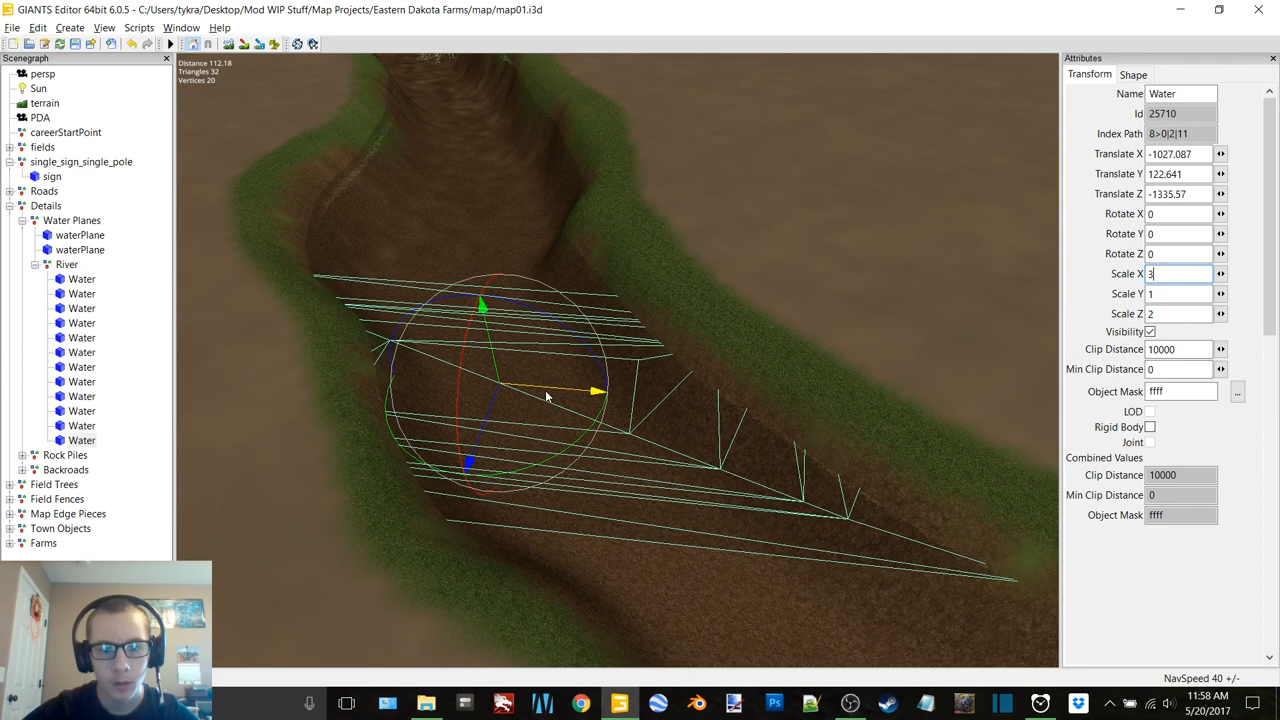 GIANTS Editor 64bit 6.0.5 - C:/Users/tykra/Desktop/Mod WIP Stuff/Map Projects/Eastern Dakota Farms/map/map01.i3d
File Edit Create View Scripts Window Help
Scenegraph
persp
Sun
terrain
PDA
careerStartPoint
fields
single_sign_single_pole
sign
Roads
Details
Water Planes
waterPlane
waterPlane
River
Water
Water
Water
Water
Water
Water
Water
Water
Water
Water
Water
Water
Rock Piles
Backroads
Field Trees
Field Fences
Map Edge Pieces
Town Objects
Farms
Distance 112.18
Triangles 32
Vertices 20
Attributes
Transform Shape
Name Water
Id 25710
Index Path 8>0|2|11
Translate X -1027.087
Translate Y 122.641
Translate Z -1335.57
Rotate X 0
Rotate Y 0
Rotate Z 0
Scale X 3
Scale Y 1
Scale Z 2
Visibility
Clip Distance 10000
Min Clip Distance 0
Object Mask ffff ...
LOD
Rigid Body
Joint
Combined Values
Clip Distance 10000
Min Clip Distance 0
Object Mask ffff
NavSpeed 40 +/-
11:58 AM
5/20/2017